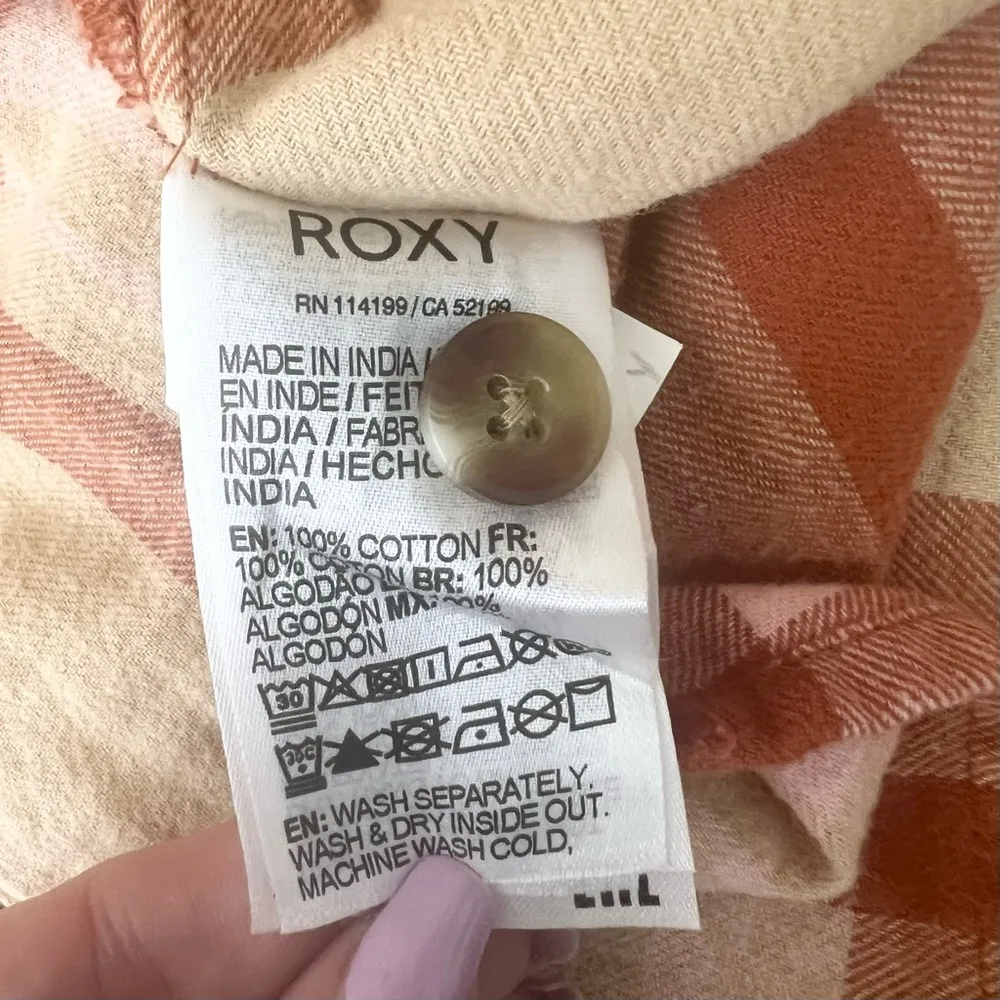 ROXY
RN 114199 / CA 52199
MADE IN INDIA /
EN INDE / FEIT
ÍNDIA / FABR
INDIA / HECHO
INDIA
EN: 100% COTTON FR:
100% COTON BR: 100%
ALGODÃO
ALGODÓN MX:
ALGODÓN
30
EN: WASH SEPARATELY.
WASH & DRY INSIDE OUT.
MACHINE WASH COLD,